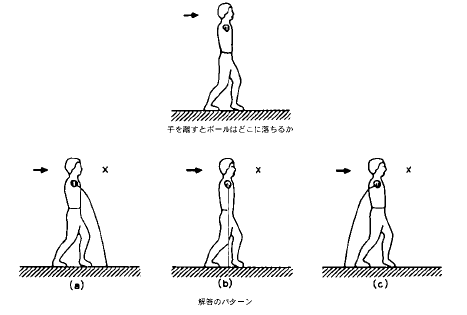 手を離すとボールはどこに落ちるか
× × ×
(a) (b) (c)
解答のパターン